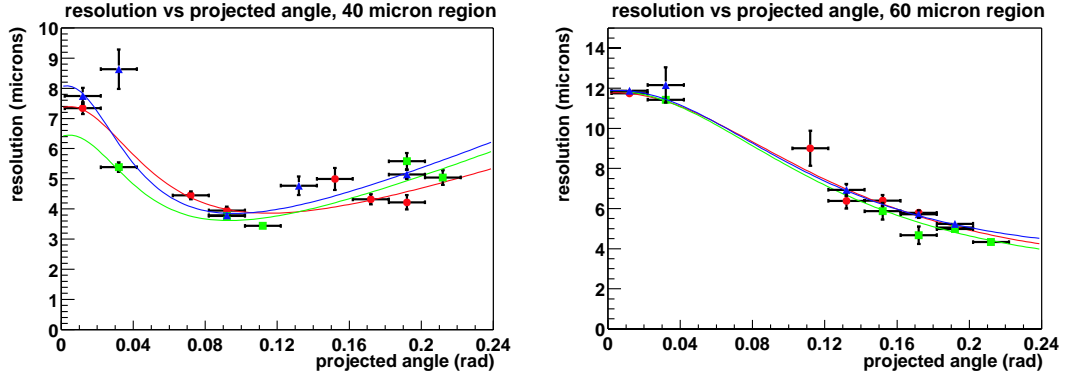 resolution vs projected angle, 40 micron region
resolution (microns)
10
9
8
7
6
5
4
3
2
1
0
0 0.04 0.08 0.12 0.16 0.2 0.24
projected angle (rad)
resolution vs projected angle, 60 micron region
resolution (microns)
14
12
10
8
6
4
2
0
0 0.04 0.08 0.12 0.16 0.2 0.24
projected angle (rad)